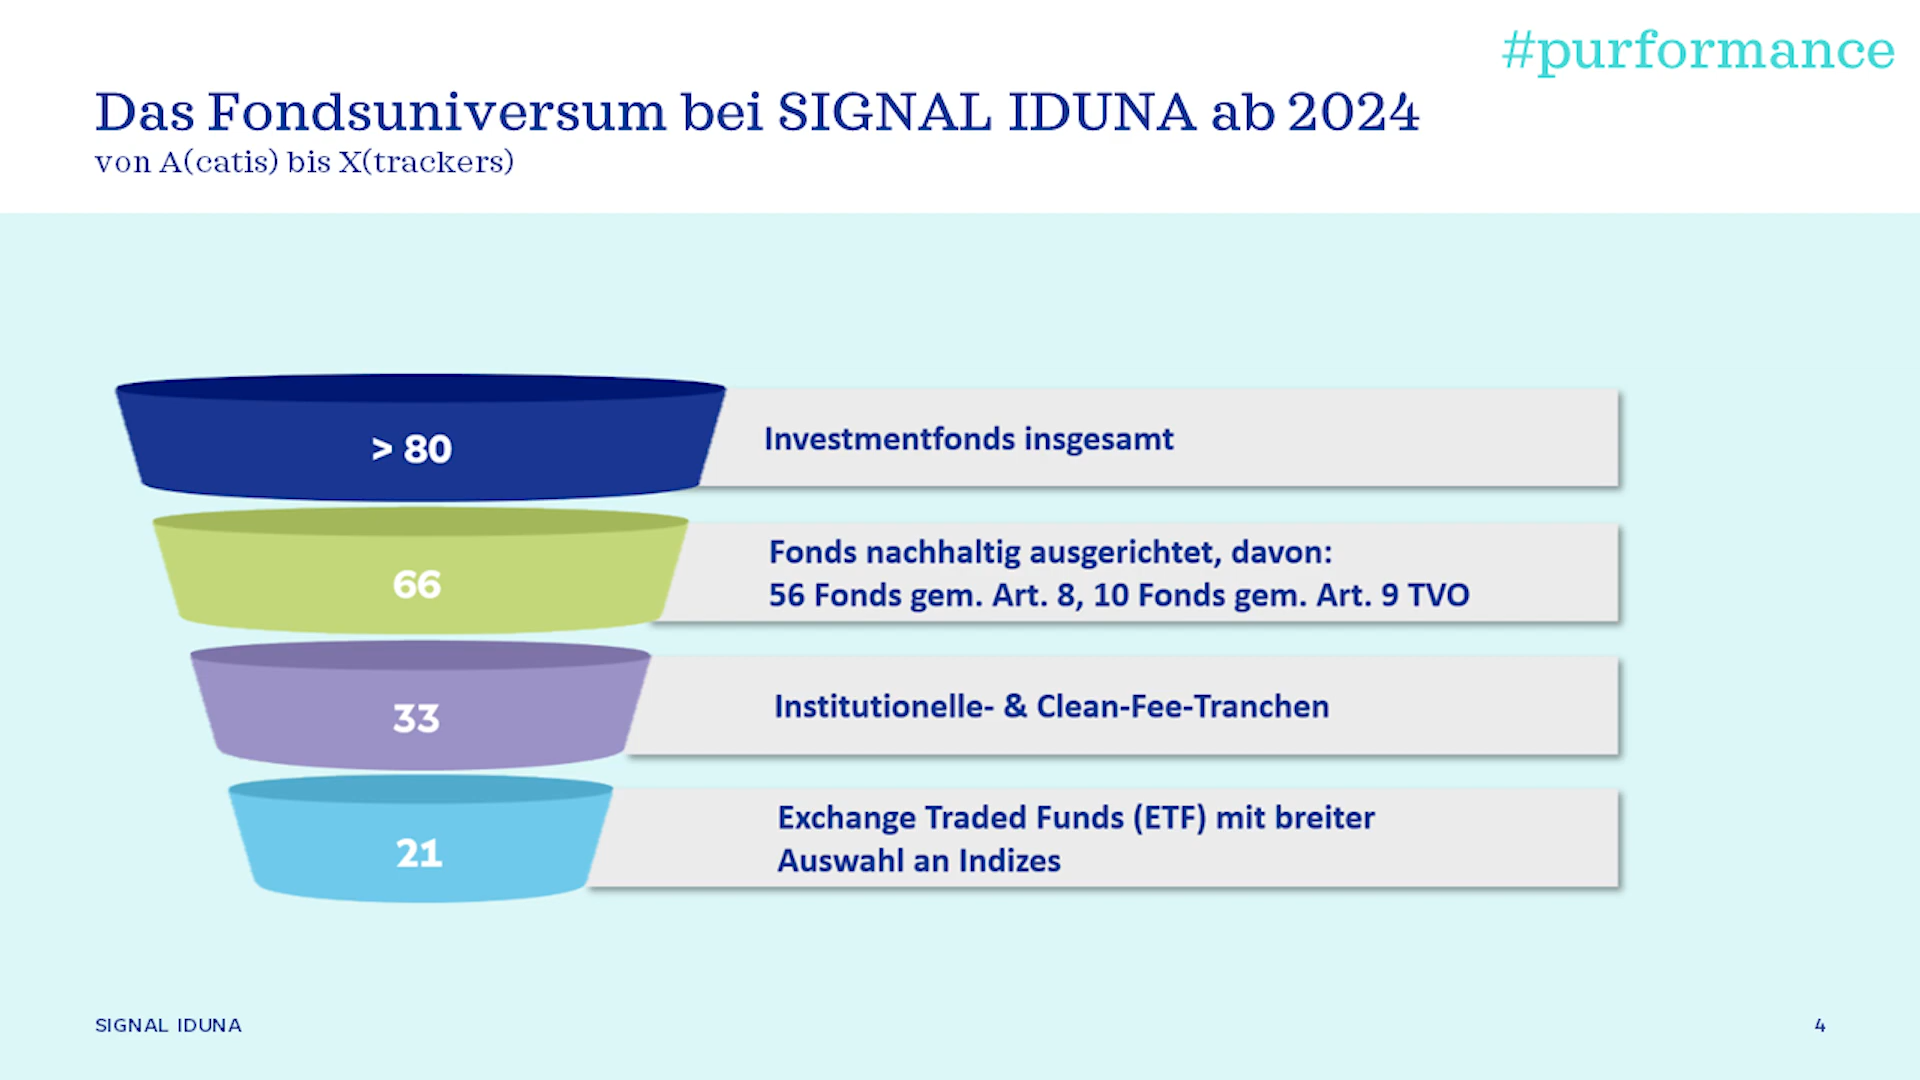 #purformance
Das Fondsuniversum bei SIGNAL IDUNA ab 2024
von A(catis) bis X(trackers)
> 80
Investmentfonds insgesamt
66
Fonds nachhaltig ausgerichtet, davon:
56 Fonds gem. Art. 8, 10 Fonds gem. Art. 9 TVO
33
Institutionelle- & Clean-Fee-Tranchen
21
Exchange Traded Funds (ETF) mit breiter
Auswahl an Indizes
SIGNAL IDUNA
4